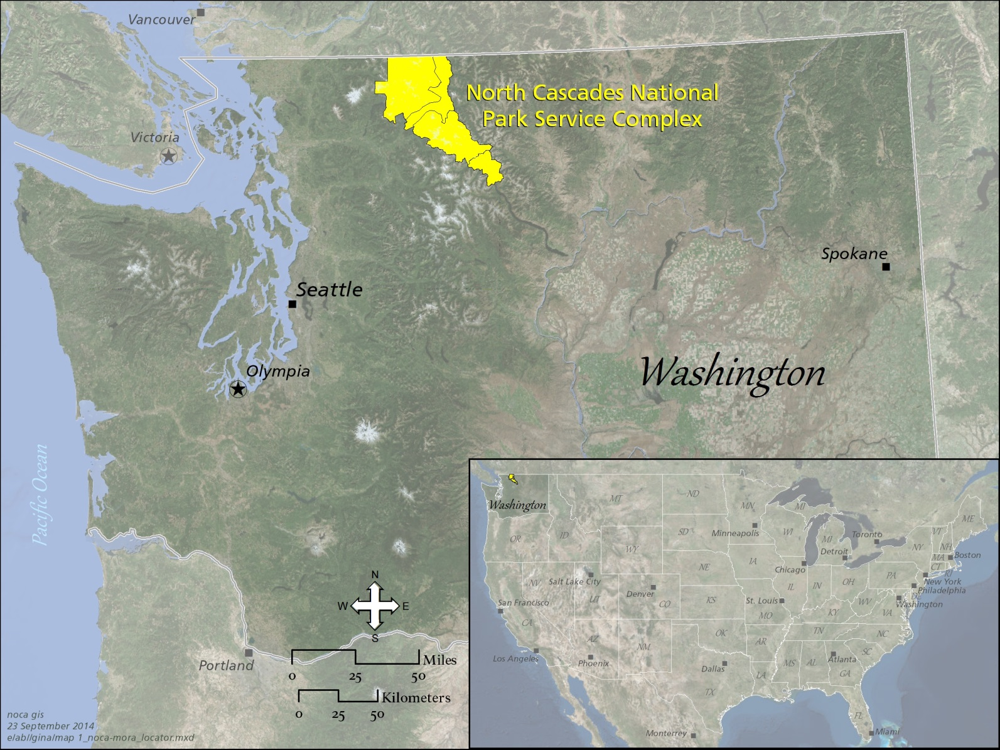 Vancouver
North Cascades National
Park Service Complex
Victoria
Spokane
Seattle
Olympia
Washington
Pacific Ocean
Portland
N
W
E
S
Miles
0
25
50
Kilometers
0
25
50
noca gis
23 September 2014
e/abl/gina/map 1_noca-mora_locator.mxd
Washington
MT
ND
MN
MI
ME
OR
ID
WY
SD
Minneapolis
WI
MI
Toronto
Detroit
NY
VT
NH
MA
Boston
CT
RI
NE
IA
Chicago
Salt Lake City
NV
UT
Denver
CO
KS
St. Louis
MO
IL
IN
OH
PA
New York
Philadelphia
DE
Washington
WV
VA
KY
San Francisco
CA
Los Angeles
AZ
Phoenix
NM
OK
AR
TN
NC
SC
MS
AL
Atlanta
GA
Dallas
TX
LA
FL
Monterrey
Miami